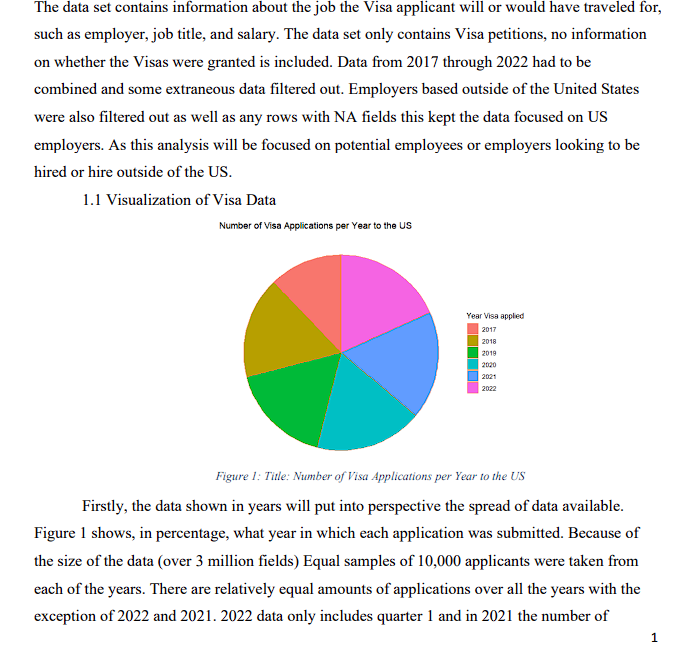 The data set contains information about the job the Visa applicant will or would have traveled for,
such as employer, job title, and salary. The data set only contains Visa petitions, no information
on whether the Visas were granted is included. Data from 2017 through 2022 had to be
combined and some extraneous data filtered out. Employers based outside of the United States
were also filtered out as well as any rows with NA fields this kept the data focused on US
employers. As this analysis will be focused on potential employees or employers looking to be
hired or hire outside of the US.
1.1 Visualization of Visa Data
Number of Visa Applications per Year to the US
Year Visa applied
2017
2018
2019
2020
2021
2022
Figure 1: Title: Number of Visa Applications per Year to the US
Firstly, the data shown in years will put into perspective the spread of data available.
Figure 1 shows, in percentage, what year in which each application was submitted. Because of
the size of the data (over 3 million fields) Equal samples of 10,000 applicants were taken from
each of the years. There are relatively equal amounts of applications over all the years with the
exception of 2022 and 2021. 2022 data only includes quarter 1 and in 2021 the number of
1